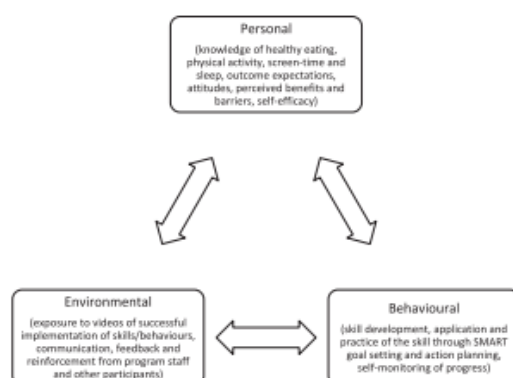 Personal
(knowledge of healthy eating,
physical activity, screen-time and
sleep, outcome expectations,
attitudes, perceived benefits and
barriers, self-efficacy)
Environmental
(exposure to videos of successful
implementation of skills/behaviours,
communication, feedback and
reinforcement from program staff
and other participants)
Behavioural
(skill development, application and
practice of the skill through SMART
goal setting and action planning,
self-monitoring of progress)